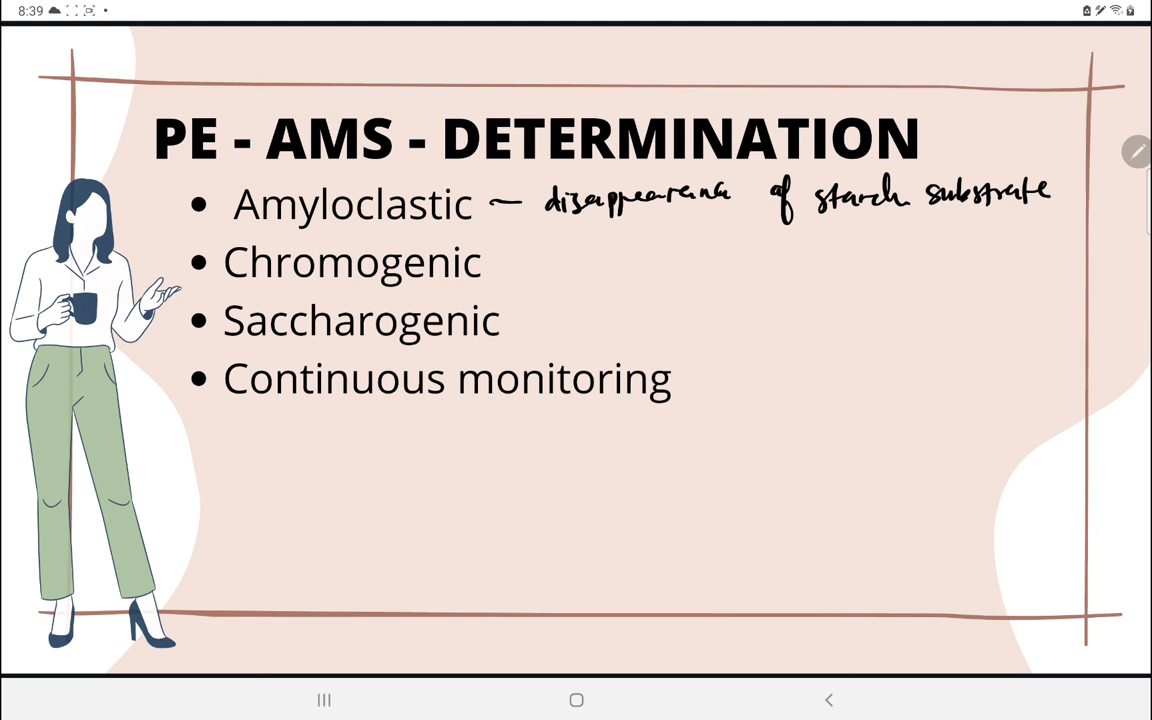 8:39
PE - AMS - DETERMINATION
• Amyloclastic – disappearance of starch substrate
• Chromogenic
• Saccharogenic
• Continuous monitoring